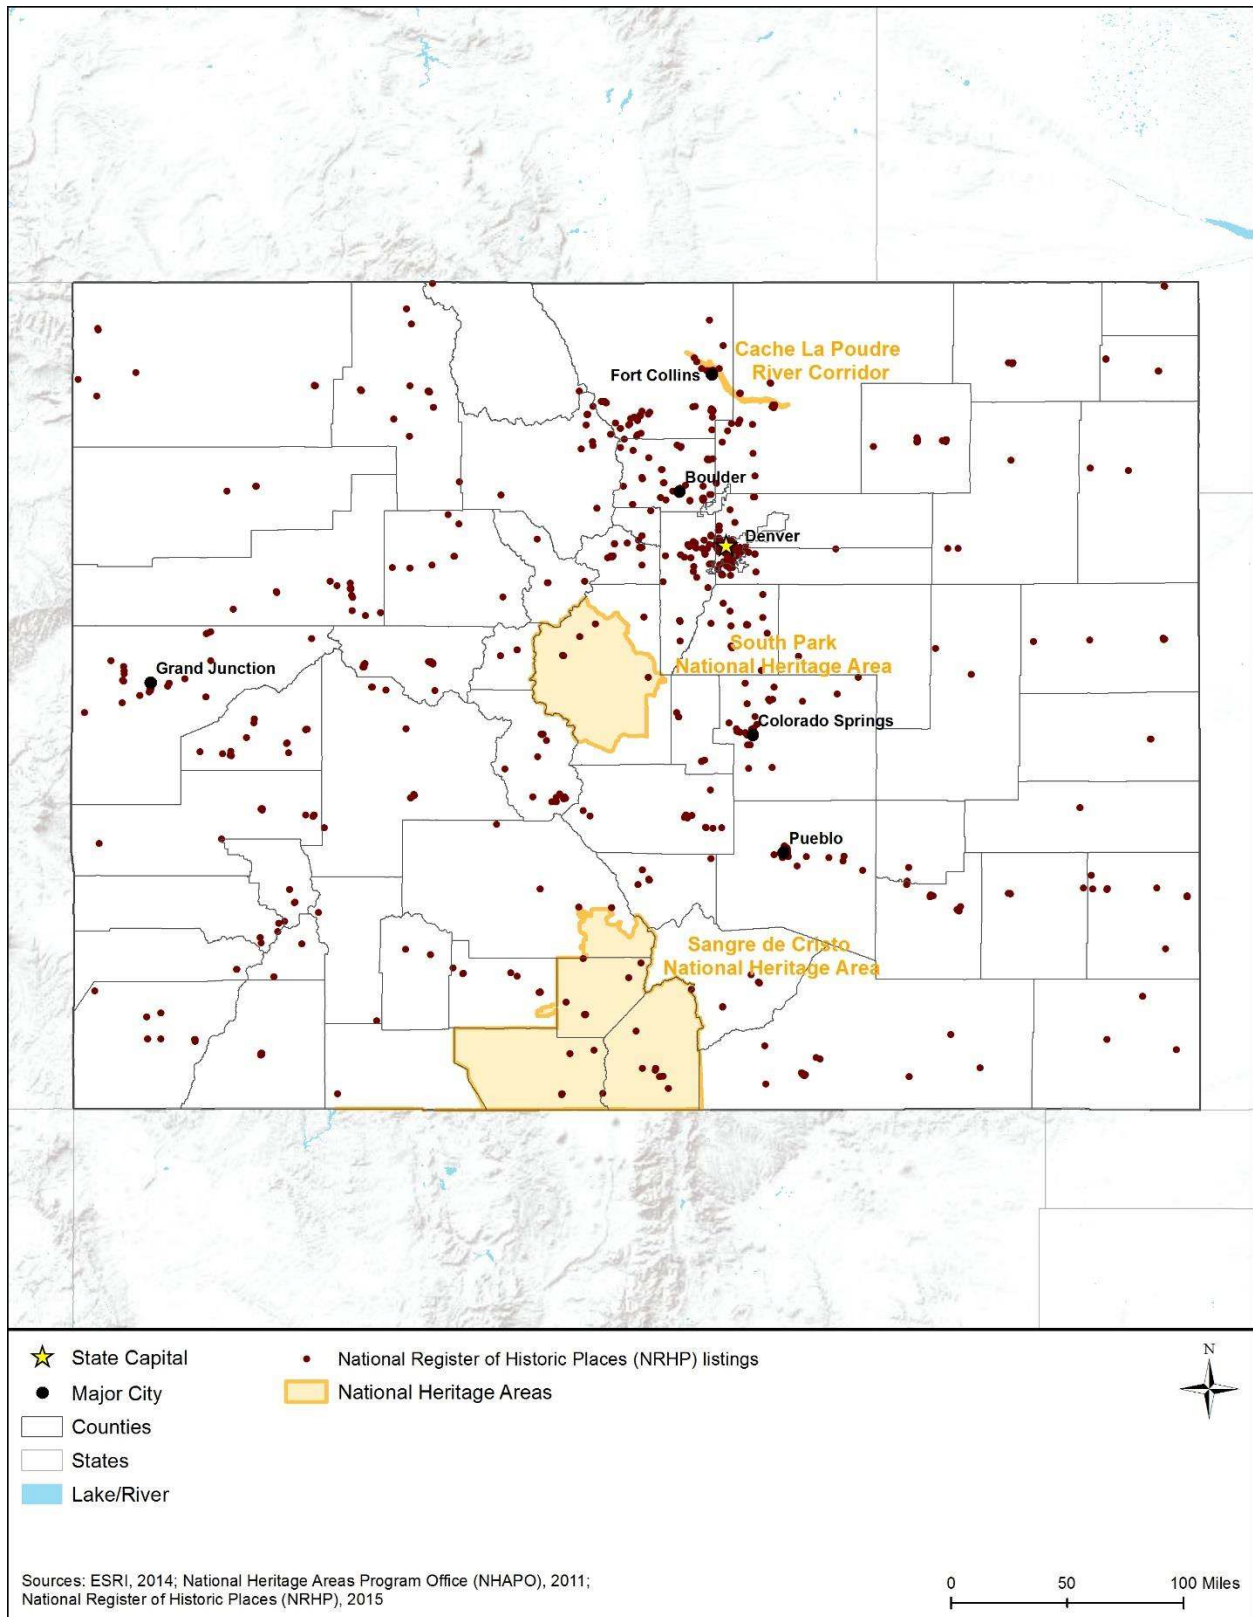 Cache La Poudre
River Corridor
Fort Collins
Boulder
Denver
South Park
National Heritage Area
Grand Junction
Colorado Springs
Pueblo
Sangre de Cristo
National Heritage Area
State Capital
National Register of Historic Places (NRHP) listings
Major City
National Heritage Areas
Counties
States
Lake/River
N
Sources: ESRI, 2014; National Heritage Areas Program Office (NHAPO), 2011;
National Register of Historic Places (NRHP), 2015
0 50 100 Miles